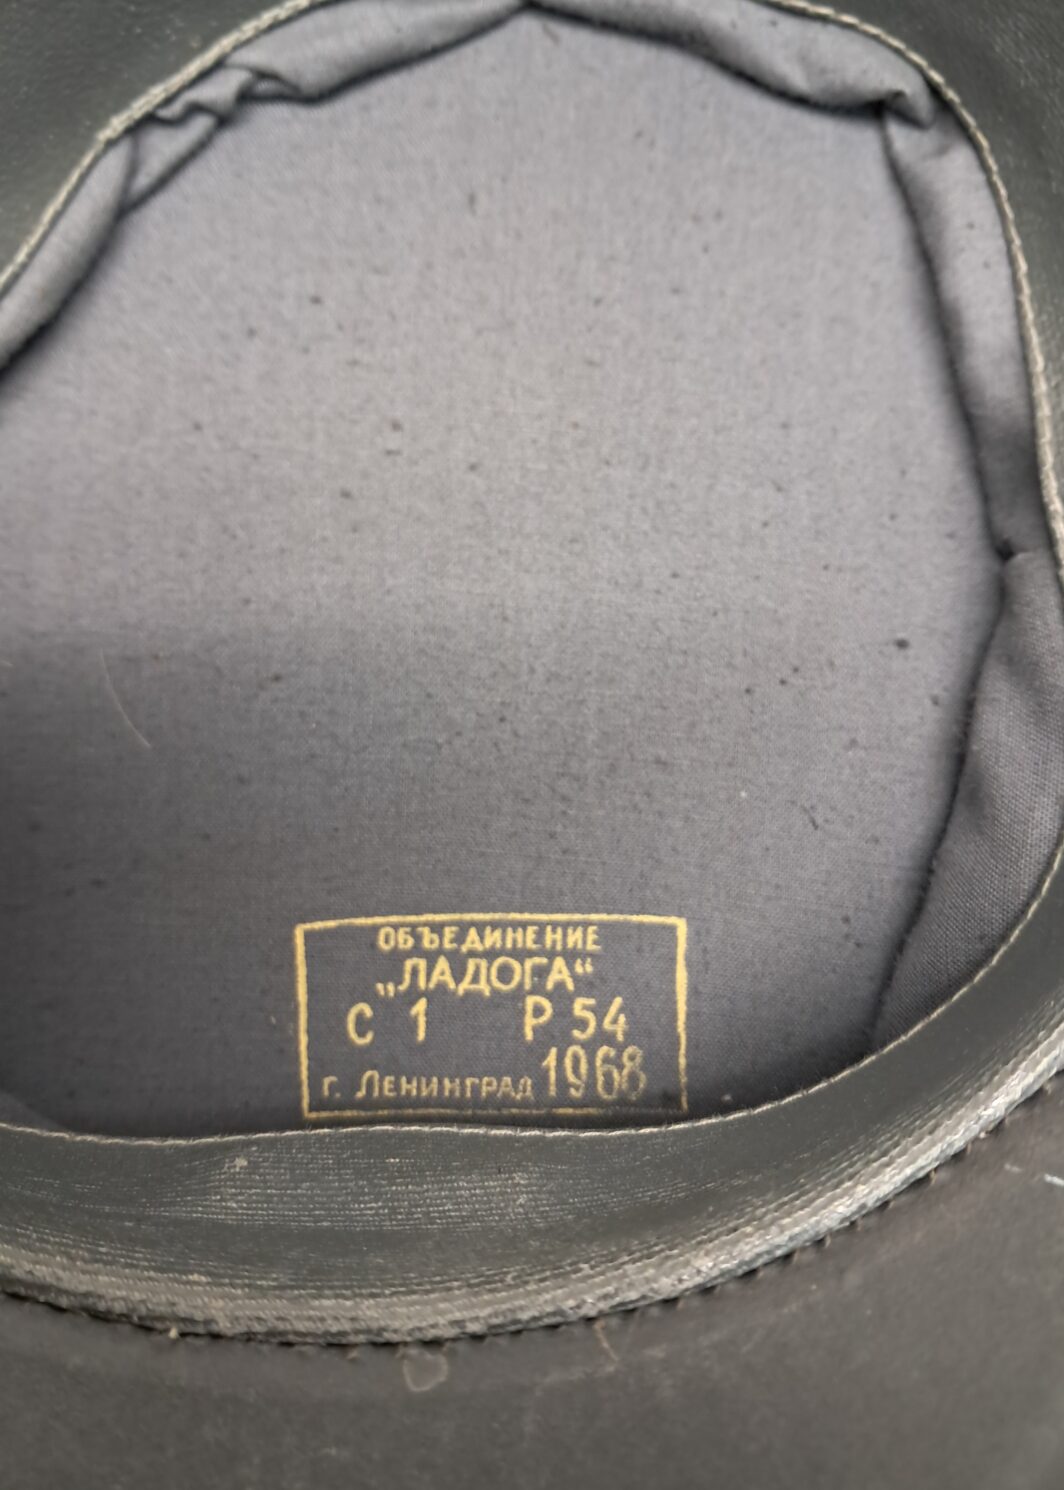 ОБЪЕДИНЕНИЕ
„ЛАДОГА“
С 1 Р 54
г. ЛЕНИНГРАД 1968